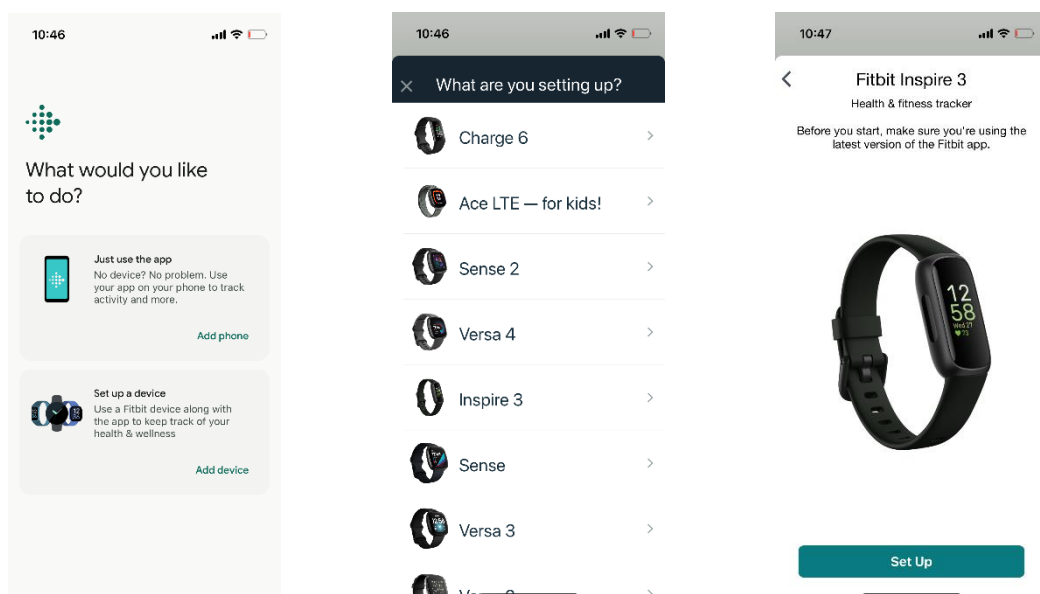 10:46
What would you like
to do?
Just use the app
No device? No problem. Use
your app on your phone to track
activity and more.
Add phone
Set up a device
Use a Fitbit device along with
the app to keep track of your
health & wellness
Add device
10:46
What are you setting up?
Charge 6
Ace LTE — for kids!
Sense 2
Versa 4
Inspire 3
Sense
Versa 3
10:47
Fitbit Inspire 3
Health & fitness tracker
Before you start, make sure you're using the
latest version of the Fitbit app.
12
58
Wed 27
73
Set Up